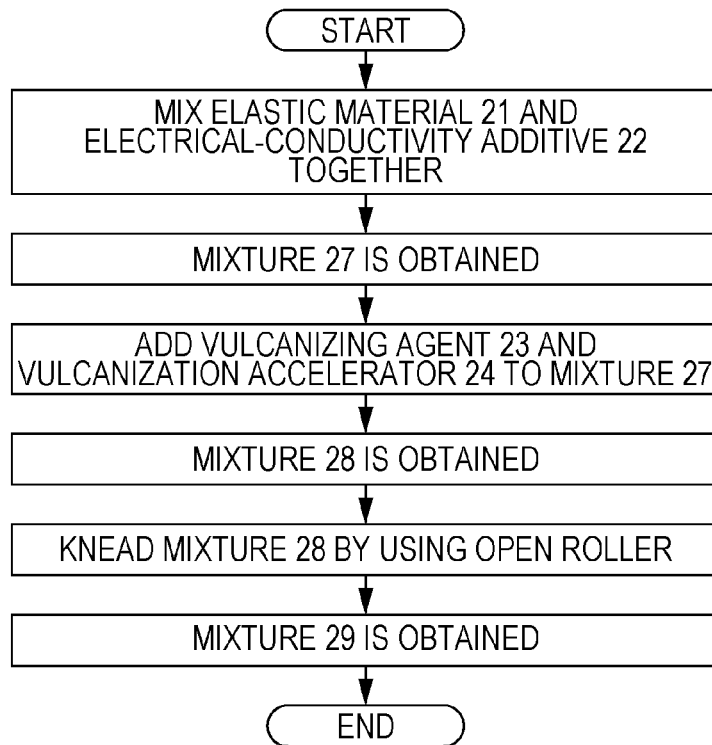 START
MIX ELASTIC MATERIAL 21 AND
ELECTRICAL-CONDUCTIVITY ADDITIVE 22
TOGETHER
MIXTURE 27 IS OBTAINED
ADD VULCANIZING AGENT 23 AND
VULCANIZATION ACCELERATOR 24 TO MIXTURE 27
MIXTURE 28 IS OBTAINED
KNEAD MIXTURE 28 BY USING OPEN ROLLER
MIXTURE 29 IS OBTAINED
END